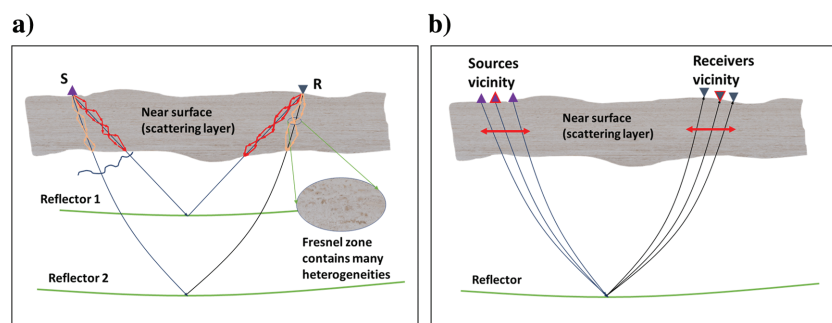 a)
S
R
Near surface
(scattering layer)
Reflector 1
Fresnel zone
contains many
heterogeneities
Reflector 2
b)
Sources
vicinity
Receivers
vicinity
Near surface
(scattering layer)
Reflector